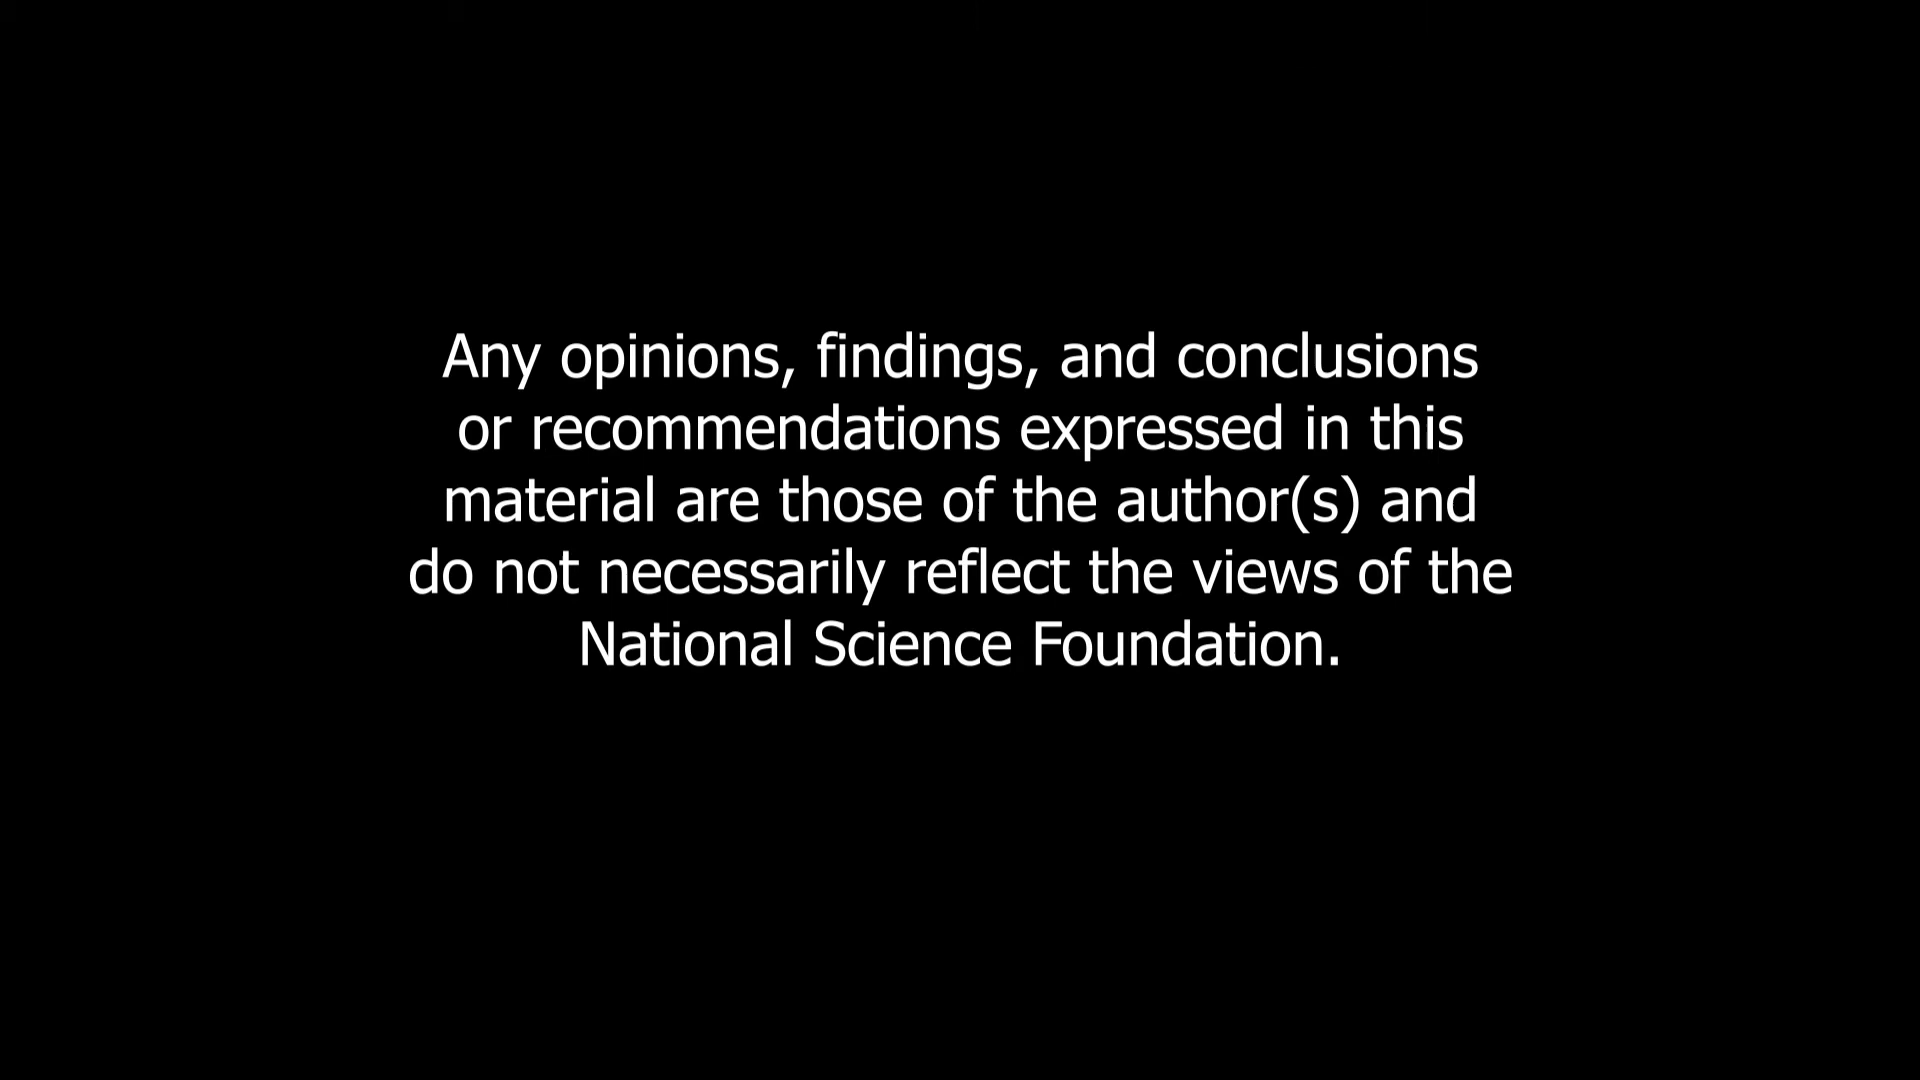 Any opinions, findings, and conclusions
or recommendations expressed in this
material are those of the author(s) and
do not necessarily reflect the views of the
National Science Foundation.